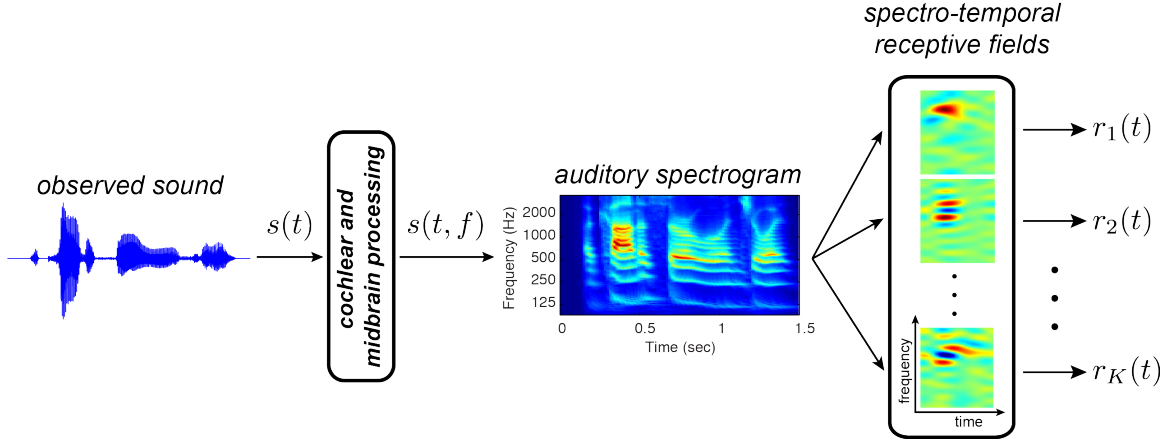 spectro-temporal
receptive fields
observed sound
s(t)
cochlear and
midbrain processing
s(t, f)
auditory spectrogram
Frequency (Hz)
2000
1000
500
250
125
0 0.5 1 1.5
Time (sec)
r1(t)
r2(t)
rK(t)
frequency
time